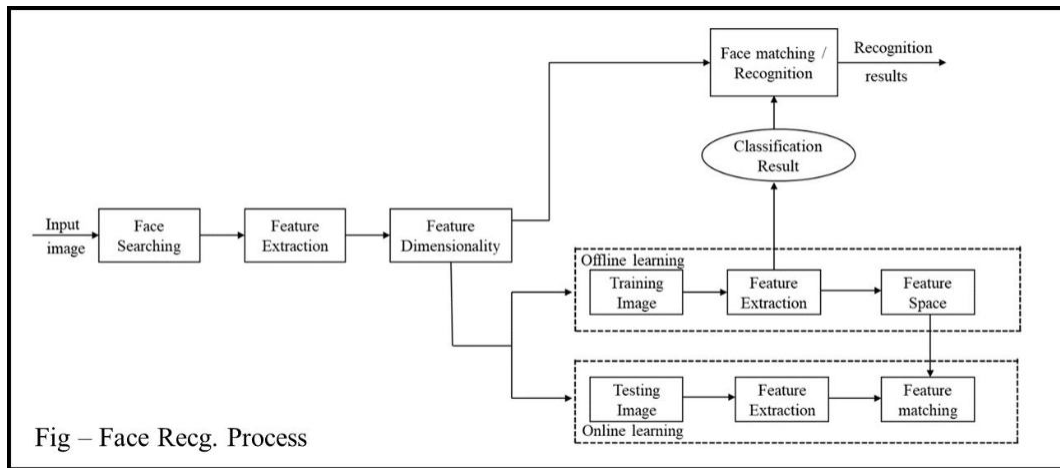 Face matching /
Recognition
Recognition
results
Classification
Result
Input
image
Face
Searching
Feature
Extraction
Feature
Dimensionality
Offline learning
Training
Image
Feature
Extraction
Feature
Space
Testing
Image
Feature
Extraction
Feature
matching
Online learning
Fig – Face Recg. Process